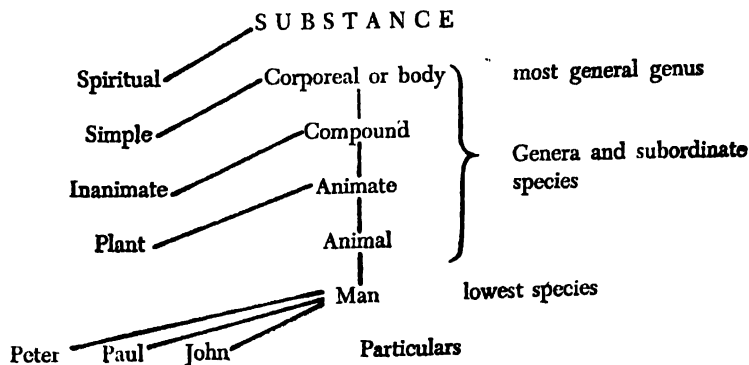 SUBSTANCE
Spiritual Corporeal or body most general genus
Simple Compound
Genera and subordinate
species
Inanimate Animate
Plant Animal
Man lowest species
Peter Paul John Particulars